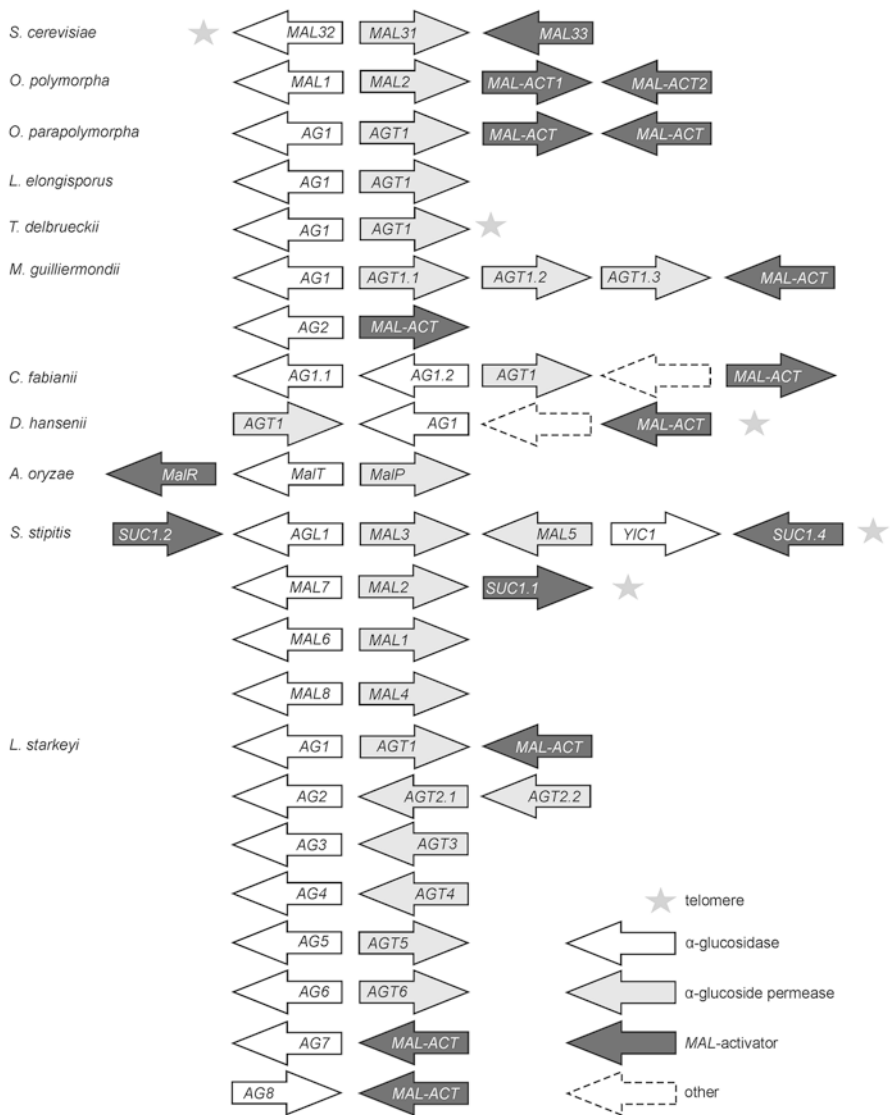 S. cerevisiae MAL32 MAL31 MAL33
O. polymorpha MAL1 MAL2 MAL-ACT1 MAL-ACT2
O. parapolymorpha AG1 AGT1 MAL-ACT MAL-ACT
L. elongisporus AG1 AGT1
T. delbrueckii AG1 AGT1
M. guilliermondii AG1 AGT1.1 AGT1.2 AGT1.3 MAL-ACT
AG2 MAL-ACT
C. fabianii AG1.1 AG1.2 AGT1 MAL-ACT
D. hansenii AGT1 AG1 MAL-ACT
A. oryzae MalR MalT MalP
S. stipitis SUC1.2 AGL1 MAL3 MAL5 YIC1 SUC1.4
MAL7 MAL2 SUC1.1
MAL6 MAL1
MAL8 MAL4
L. starkeyi AG1 AGT1 MAL-ACT
AG2 AGT2.1 AGT2.2
AG3 AGT3
AG4 AGT4 telomere
AG5 AGT5 α-glucosidase
AG6 AGT6 α-glucoside permease
AG7 MAL-ACT MAL-activator
AG8 MAL-ACT other